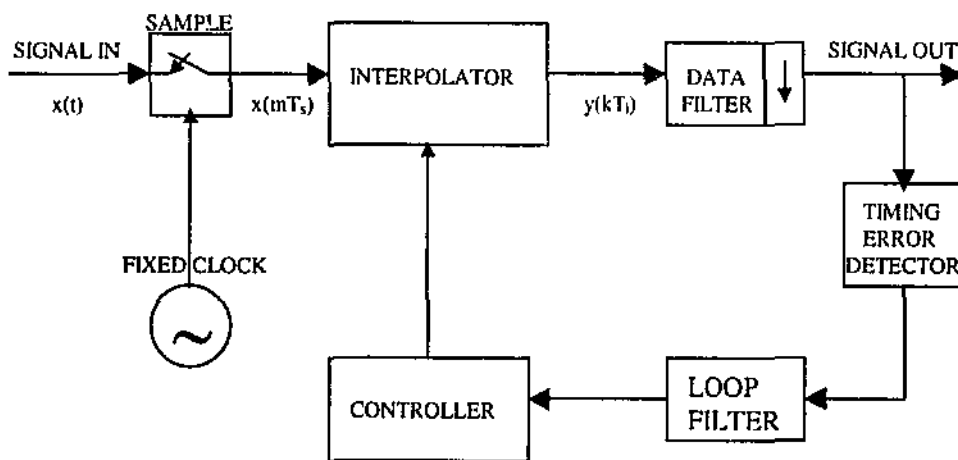 SAMPLE
SIGNAL IN
x(t)
x(mTₛ)
INTERPOLATOR
y(kTᵢ)
DATA
FILTER
SIGNAL OUT
TIMING
ERROR
DETECTOR
FIXED CLOCK
~
CONTROLLER
LOOP
FILTER